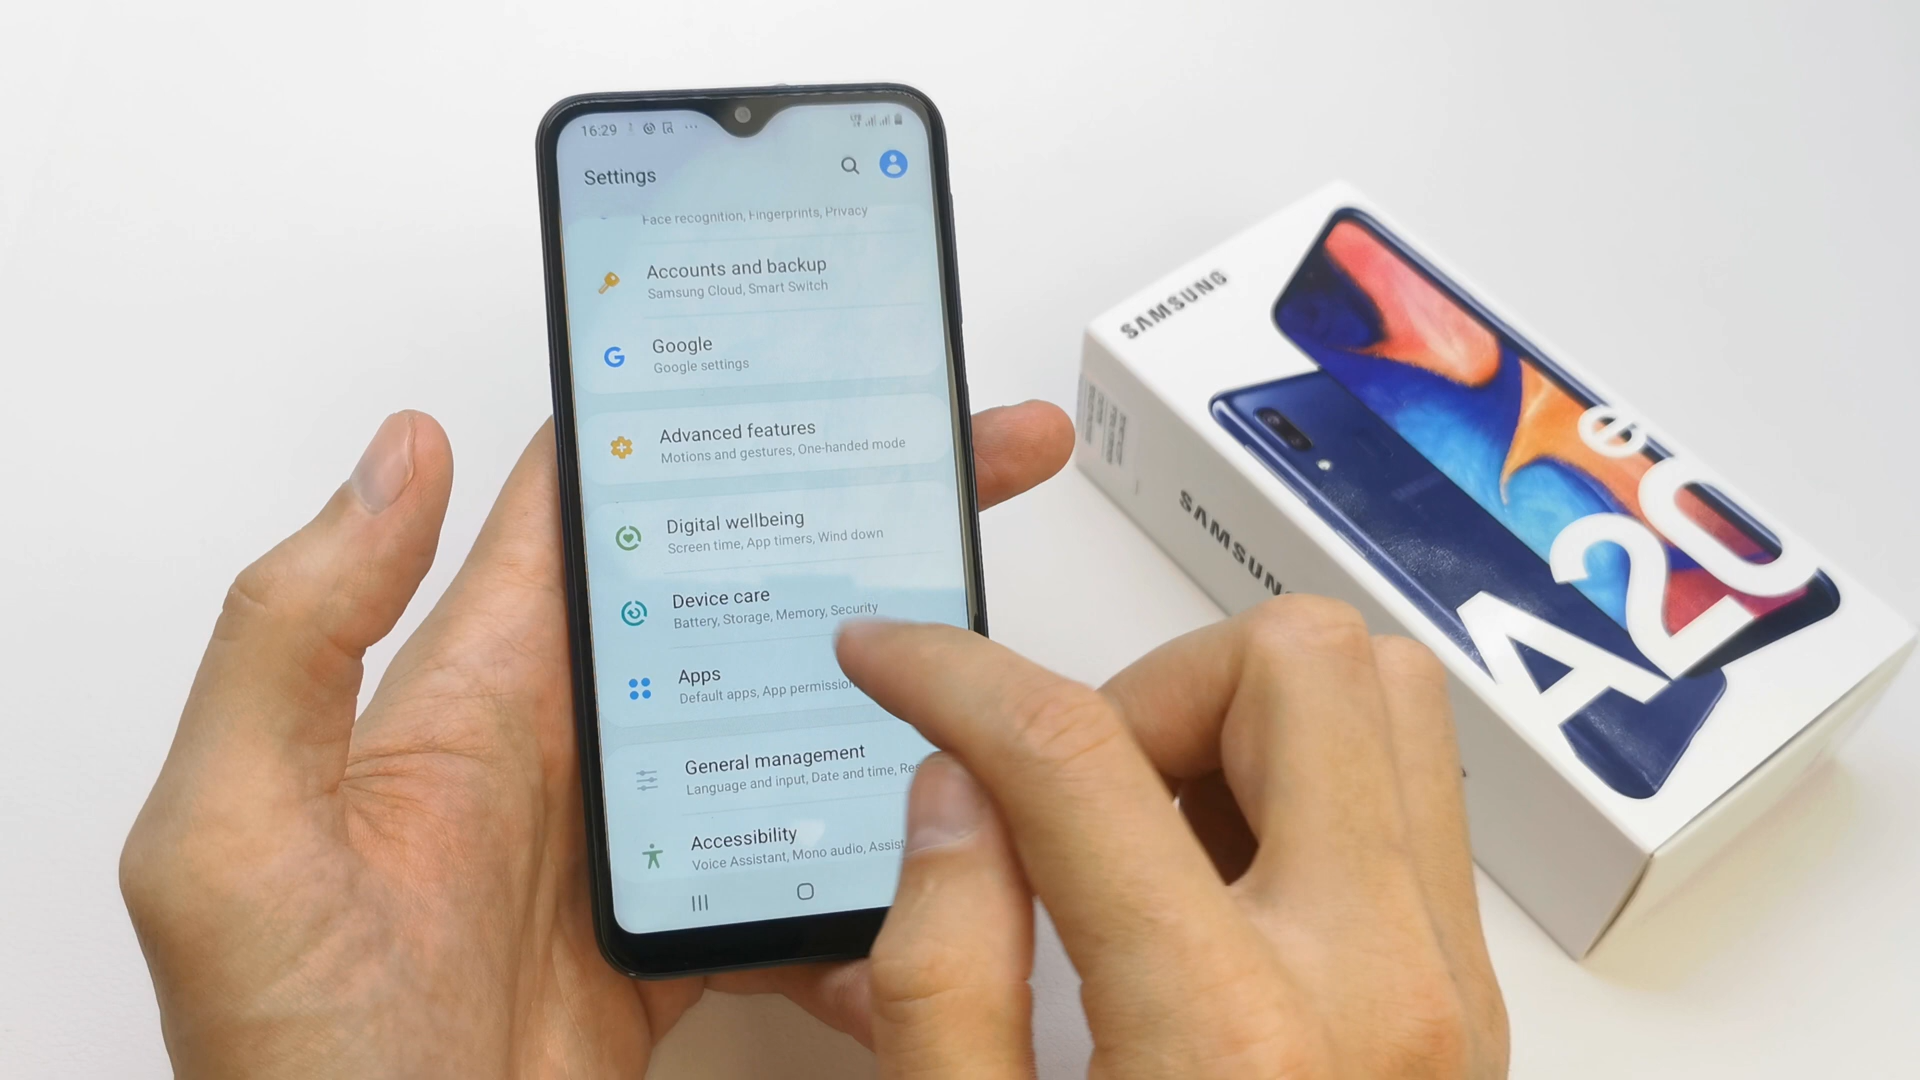 16:29
Settings
Face recognition, Fingerprints, Privacy
Accounts and backup
Samsung Cloud, Smart Switch
Google
Google settings
Advanced features
Motions and gestures, One-handed mode
Digital wellbeing
Screen time, App timers, Wind down
Device care
Battery, Storage, Memory, Security
Apps
Default apps, App permission
General management
Language and input, Date and time, Res
Accessibility
Voice Assistant, Mono audio, Assist
SAMSUNG
A20e
SAMSUN